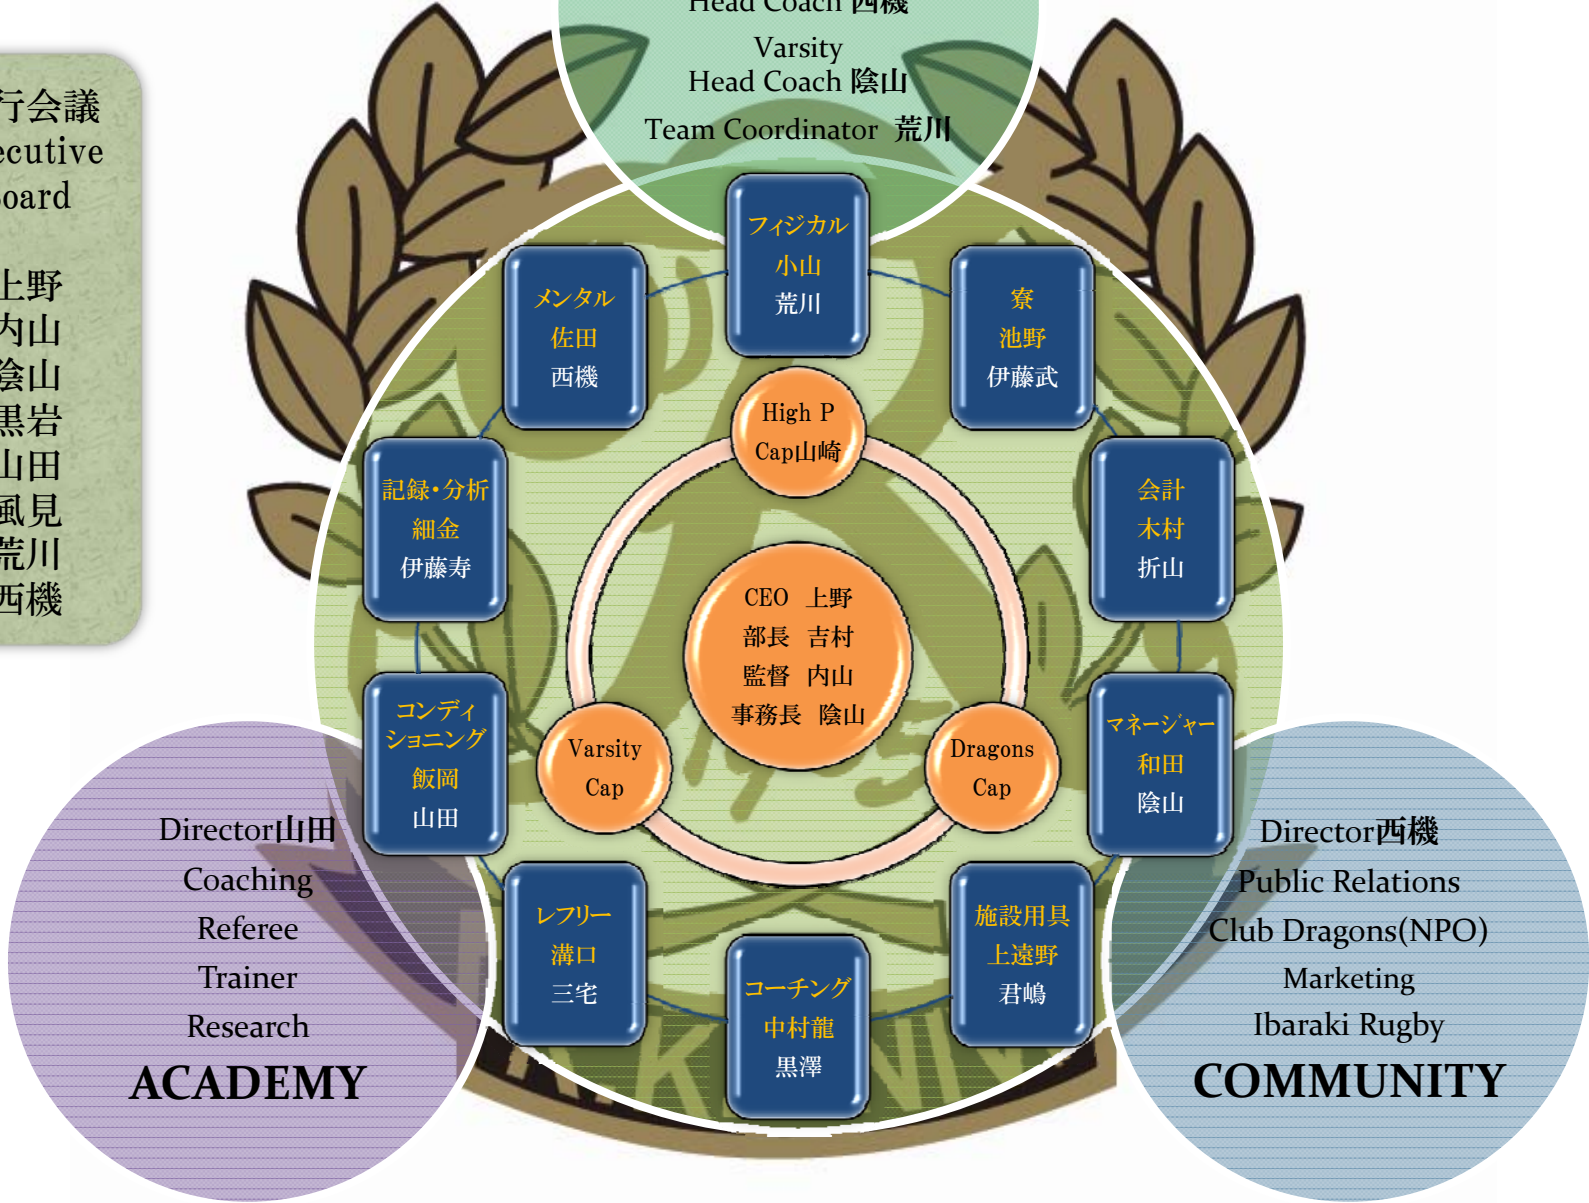 Head Coach 西機
Varsity
Head Coach 陰山
Team Coordinator 荒川
行会議
ecutive
oard
上野
内山
陰山
黒岩
山田
風見
荒川
西機
フィジカル
小山
荒川
メンタル
佐田
西機
寮
池野
伊藤武
記録・分析
細金
伊藤寿
会計
木村
折山
コンディ
ショニング
飯岡
山田
マネージャー
和田
陰山
レフリー
溝口
三宅
施設用具
上遠野
君嶋
コーチング
中村龍
黒澤
High P
Cap山崎
CEO 上野
部長 吉村
監督 内山
事務長 陰山
Varsity
Cap
Dragons
Cap
Director山田
Coaching
Referee
Trainer
Research
ACADEMY
Director西機
Public Relations
Club Dragons(NPO)
Marketing
Ibaraki Rugby
COMMUNITY